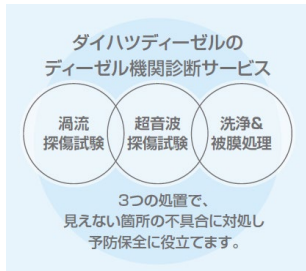 ダイハツディーゼルの
ディーゼル機関診断サービス
渦流
探傷試験
超音波
探傷試験
洗浄&
被膜処理
3つの処置で、
見えない箇所の不具合に対処し
予防保全に役立てます。